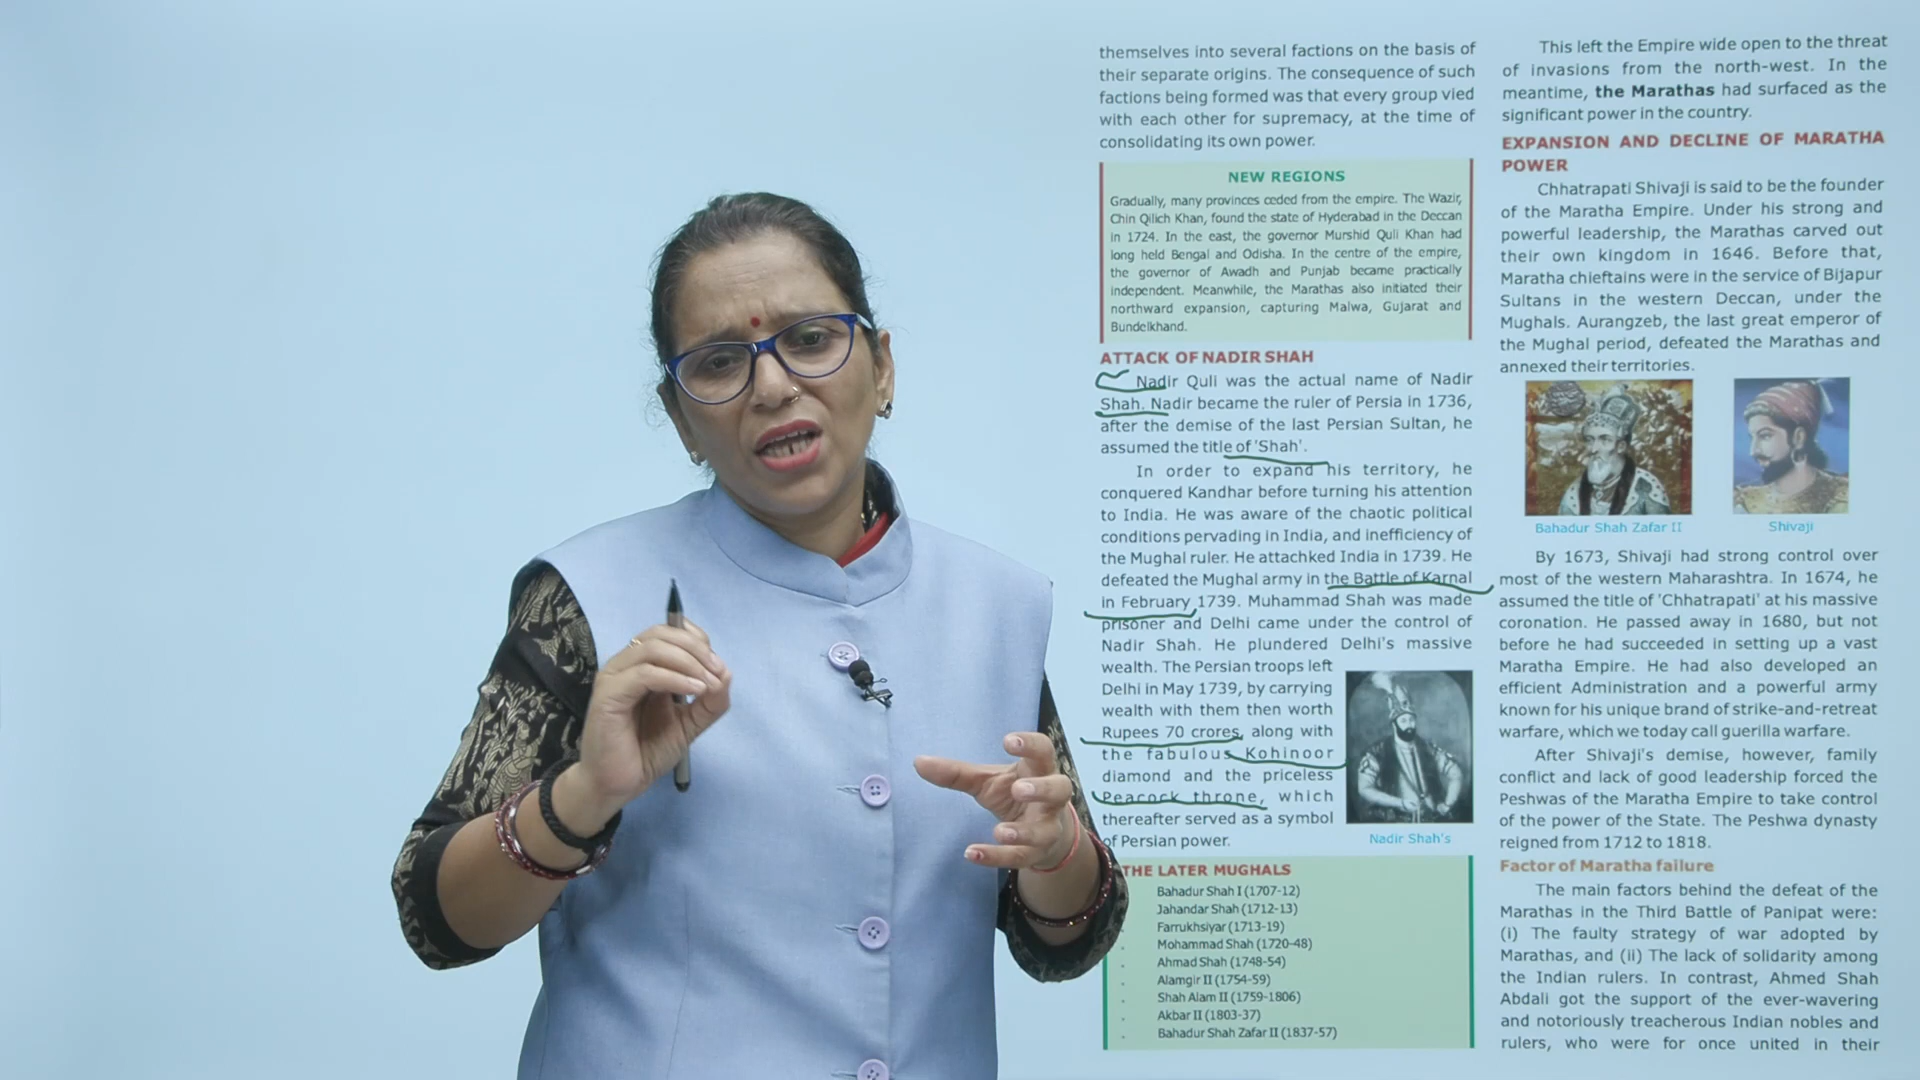 themselves into several factions on the basis of
their separate origins. The consequence of such
factions being formed was that every group vied
with each other for supremacy, at the time of
consolidating its own power.
NEW REGIONS
Gradually, many provinces ceded from the empire. The Wazir,
Chin Qilich Khan, found the state of Hyderabad in the Deccan
in 1724. In the east, the governor Murshid Quli Khan had
long held Bengal and Odisha. In the centre of the empire,
the governor of Awadh and Punjab became practically
independent. Meanwhile, the Marathas also initiated their
northward expansion, capturing Malwa, Gujarat and
Bundelkhand.
ATTACK OF NADIR SHAH
Nadir Quli was the actual name of Nadir
Shah. Nadir became the ruler of Persia in 1736,
after the demise of the last Persian Sultan, he
assumed the title of 'Shah'.
In order to expand his territory, he
conquered Kandhar before turning his attention
to India. He was aware of the chaotic political
conditions pervading in India, and inefficiency of
the Mughal ruler. He attachked India in 1739. He
defeated the Mughal army in the Battle of Karnal
in February 1739. Muhammad Shah was made
prisoner and Delhi came under the control of
Nadir Shah. He plundered Delhi's massive
wealth. The Persian troops left
Delhi in May 1739, by carrying
wealth with them then worth
Rupees 70 crores, along with
the fabulous Kohinoor
diamond and the priceless
Peacock throne, which
thereafter served as a symbol
of Persian power.
Nadir Shah's
THE LATER MUGHALS
Bahadur Shah I (1707-12)
Jahandar Shah (1712-13)
Farrukhsiyar (1713-19)
Mohammad Shah (1720-48)
Ahmad Shah (1748-54)
Alamgir II (1754-59)
Shah Alam II (1759-1806)
Akbar II (1803-37)
Bahadur Shah Zafar II (1837-57)
This left the Empire wide open to the threat
of invasions from the north-west. In the
meantime, the Marathas had surfaced as the
significant power in the country.
EXPANSION AND DECLINE OF MARATHA
POWER
Chhatrapati Shivaji is said to be the founder
of the Maratha Empire. Under his strong and
powerful leadership, the Marathas carved out
their own kingdom in 1646. Before that,
Maratha chieftains were in the service of Bijapur
Sultans in the western Deccan, under the
Mughals. Aurangzeb, the last great emperor of
the Mughal period, defeated the Marathas and
annexed their territories.
Bahadur Shah Zafar II
Shivaji
By 1673, Shivaji had strong control over
most of the western Maharashtra. In 1674, he
assumed the title of 'Chhatrapati' at his massive
coronation. He passed away in 1680, but not
before he had succeeded in setting up a vast
Maratha Empire. He had also developed an
efficient Administration and a powerful army
known for his unique brand of strike-and-retreat
warfare, which we today call guerilla warfare.
After Shivaji's demise, however, family
conflict and lack of good leadership forced the
Peshwas of the Maratha Empire to take control
of the power of the State. The Peshwa dynasty
reigned from 1712 to 1818.
Factor of Maratha failure
The main factors behind the defeat of the
Marathas in the Third Battle of Panipat were:
(i) The faulty strategy of war adopted by
Marathas, and (ii) The lack of solidarity among
the Indian rulers. In contrast, Ahmed Shah
Abdali got the support of the ever-wavering
and notoriously treacherous Indian nobles and
rulers, who were for once united in their